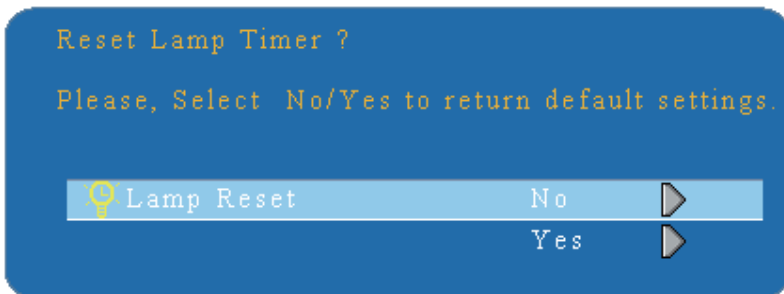 Reset Lamp Timer ?
Please, Select No/Yes to return default settings.
Lamp Reset No
Yes